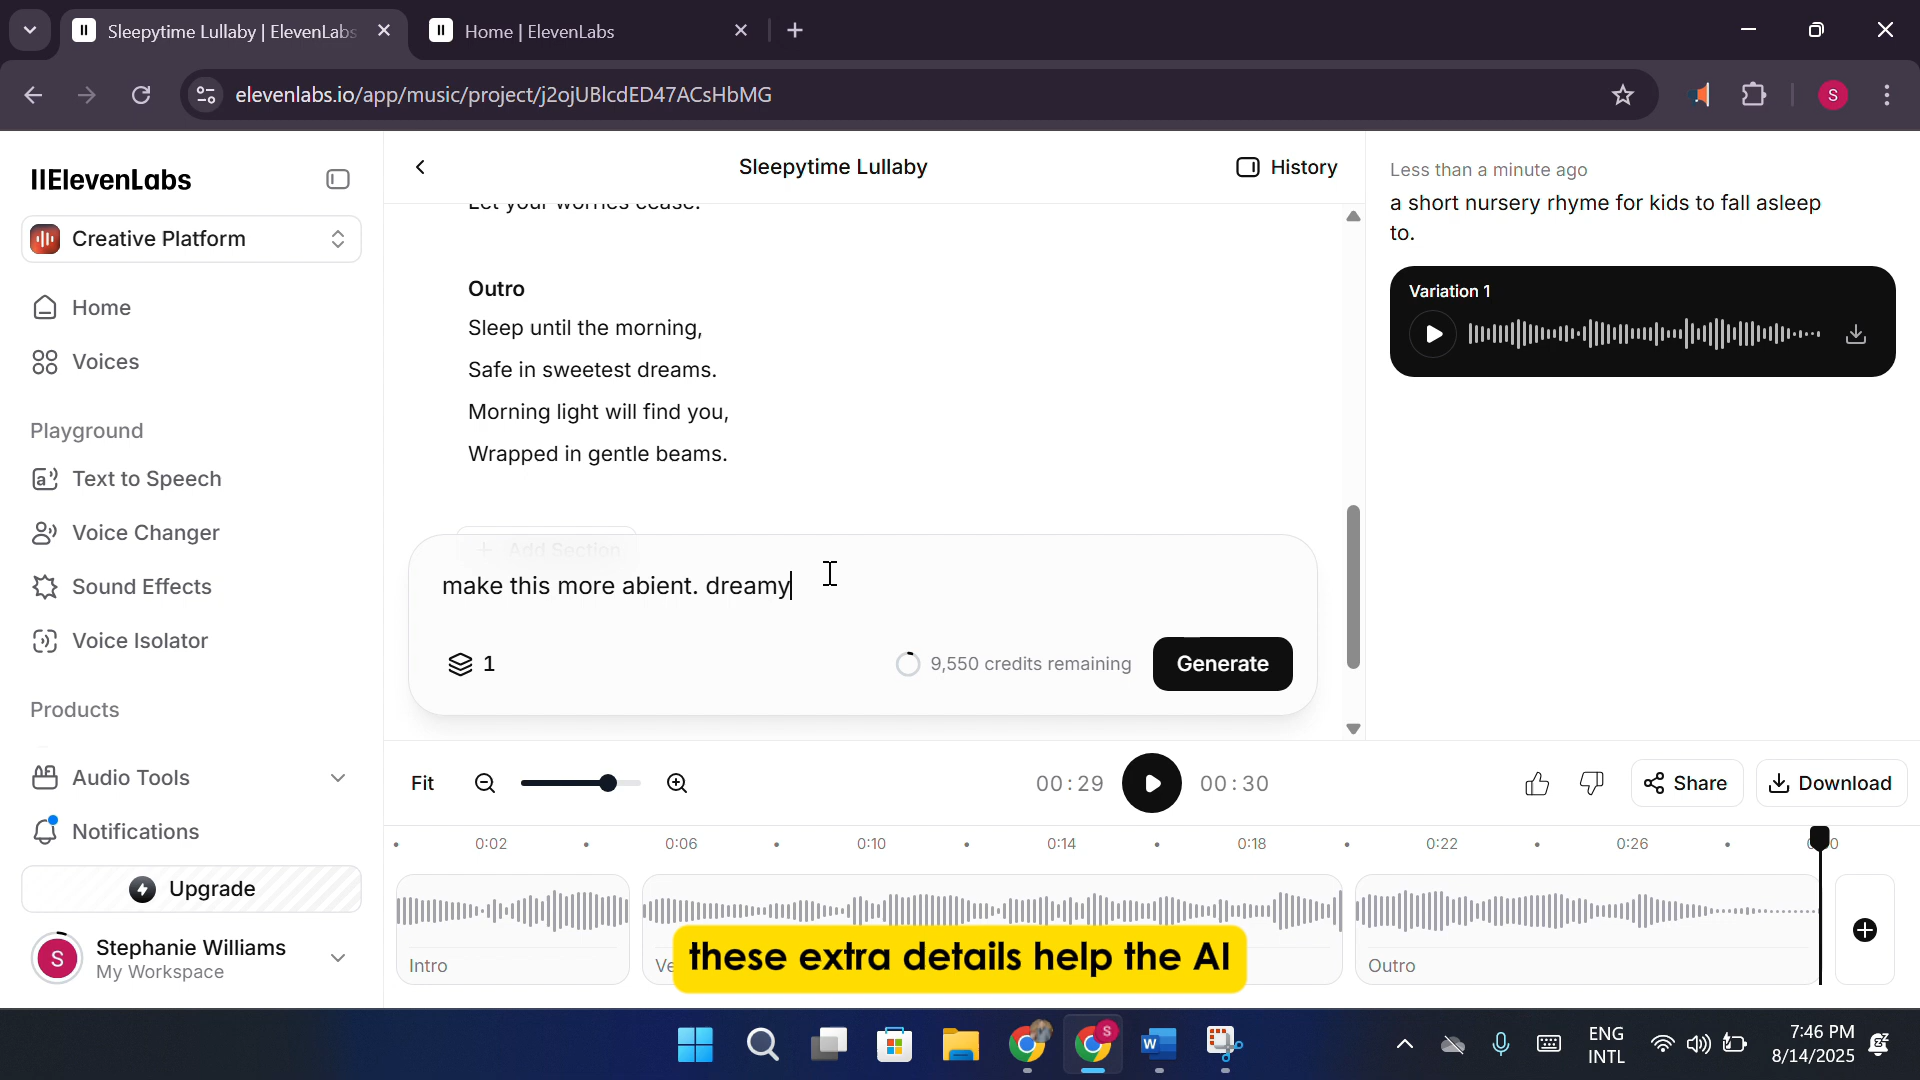 Sleepytime Lullaby | ElevenLabs
Home | ElevenLabs
elevenlabs.io/app/music/project/j2ojUBlcdED47ACsHbMG
S
IIElevenLabs
Creative Platform
Home
Voices
Playground
Text to Speech
Voice Changer
Sound Effects
Voice Isolator
Products
Audio Tools
Notifications
Upgrade
S
Stephanie Williams
My Workspace
Sleepytime Lullaby
History
Let your worries cease.
Outro
Sleep until the morning,
Safe in sweetest dreams.
Morning light will find you,
Wrapped in gentle beams.
+ Add Section
make this more abient. dreamy
1
9,550 credits remaining
Generate
Less than a minute ago
a short nursery rhyme for kids to fall asleep
to.
Variation 1
Fit
00:29
00:30
Share
Download
0:02
0:06
0:10
0:14
0:18
0:22
0:26
Intro
Outro
these extra details help the AI
ENG
INTL
7:46 PM
8/14/2025